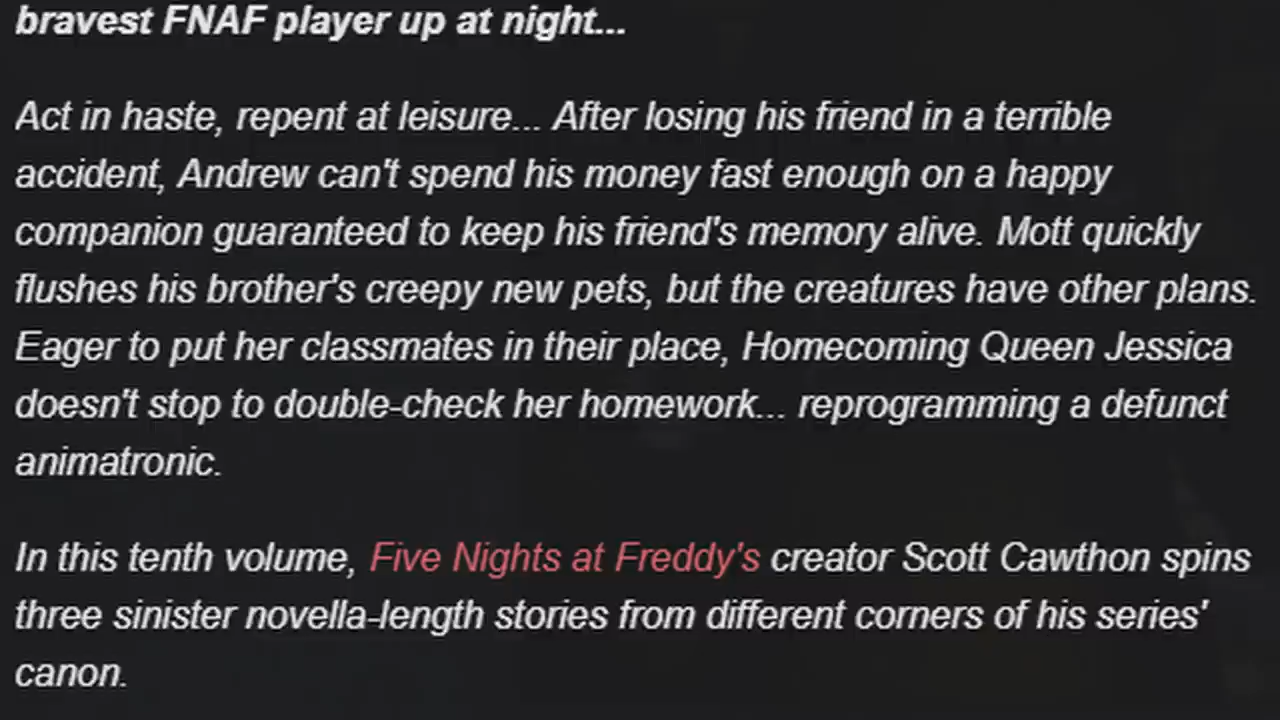 bravest FNAF player up at night...
Act in haste, repent at leisure... After losing his friend in a terrible
accident, Andrew can't spend his money fast enough on a happy
companion guaranteed to keep his friend's memory alive. Mott quickly
flushes his brother's creepy new pets, but the creatures have other plans.
Eager to put her classmates in their place, Homecoming Queen Jessica
doesn't stop to double-check her homework... reprogramming a defunct
animatronic.
In this tenth volume, Five Nights at Freddy's creator Scott Cawthon spins
three sinister novella-length stories from different corners of his series'
canon.